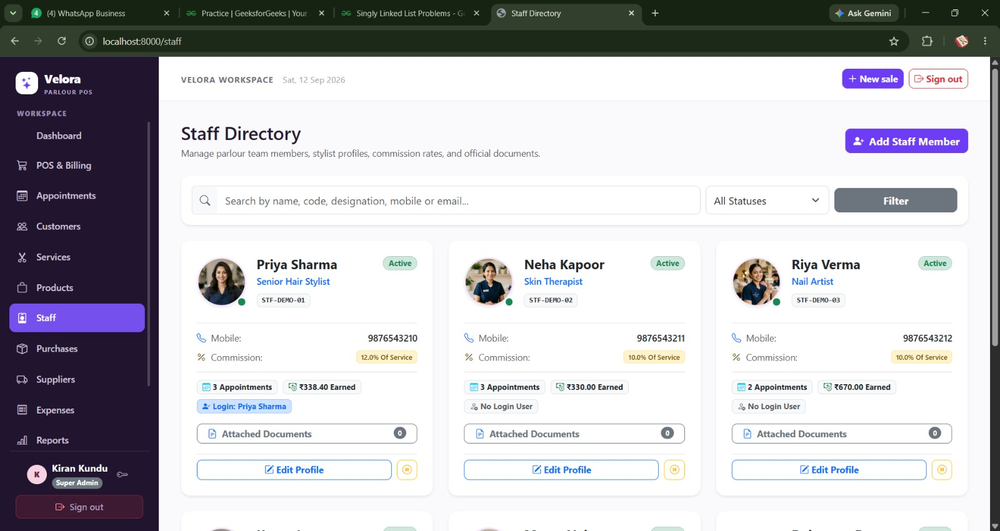 4 (4) WhatsApp Business
Practice | GeeksforGeeks | Your
Singly Linked List Problems - Ge
Staff Directory
Ask Gemini
localhost:8000/staff
Velora
PARLOUR POS
WORKSPACE
Dashboard
POS & Billing
Appointments
Customers
Services
Products
Staff
Purchases
Suppliers
Expenses
Reports
K
Kiran Kundu
Super Admin
Sign out
VELORA WORKSPACE Sat, 12 Sep 2026
+ New sale
Sign out
Staff Directory
Manage parlour team members, stylist profiles, commission rates, and official documents.
Add Staff Member
Search by name, code, designation, mobile or email...
All Statuses
Filter
Priya Sharma
Active
Senior Hair Stylist
STF-DEMO-01
Mobile: 9876543210
Commission: 12.0% Of Service
3 Appointments
₹338.40 Earned
Login: Priya Sharma
Attached Documents 0
Edit Profile
Neha Kapoor
Active
Skin Therapist
STF-DEMO-02
Mobile: 9876543211
Commission: 10.0% Of Service
3 Appointments
₹330.00 Earned
No Login User
Attached Documents 0
Edit Profile
Riya Verma
Active
Nail Artist
STF-DEMO-03
Mobile: 9876543212
Commission: 10.0% Of Service
2 Appointments
₹670.00 Earned
No Login User
Attached Documents 0
Edit Profile